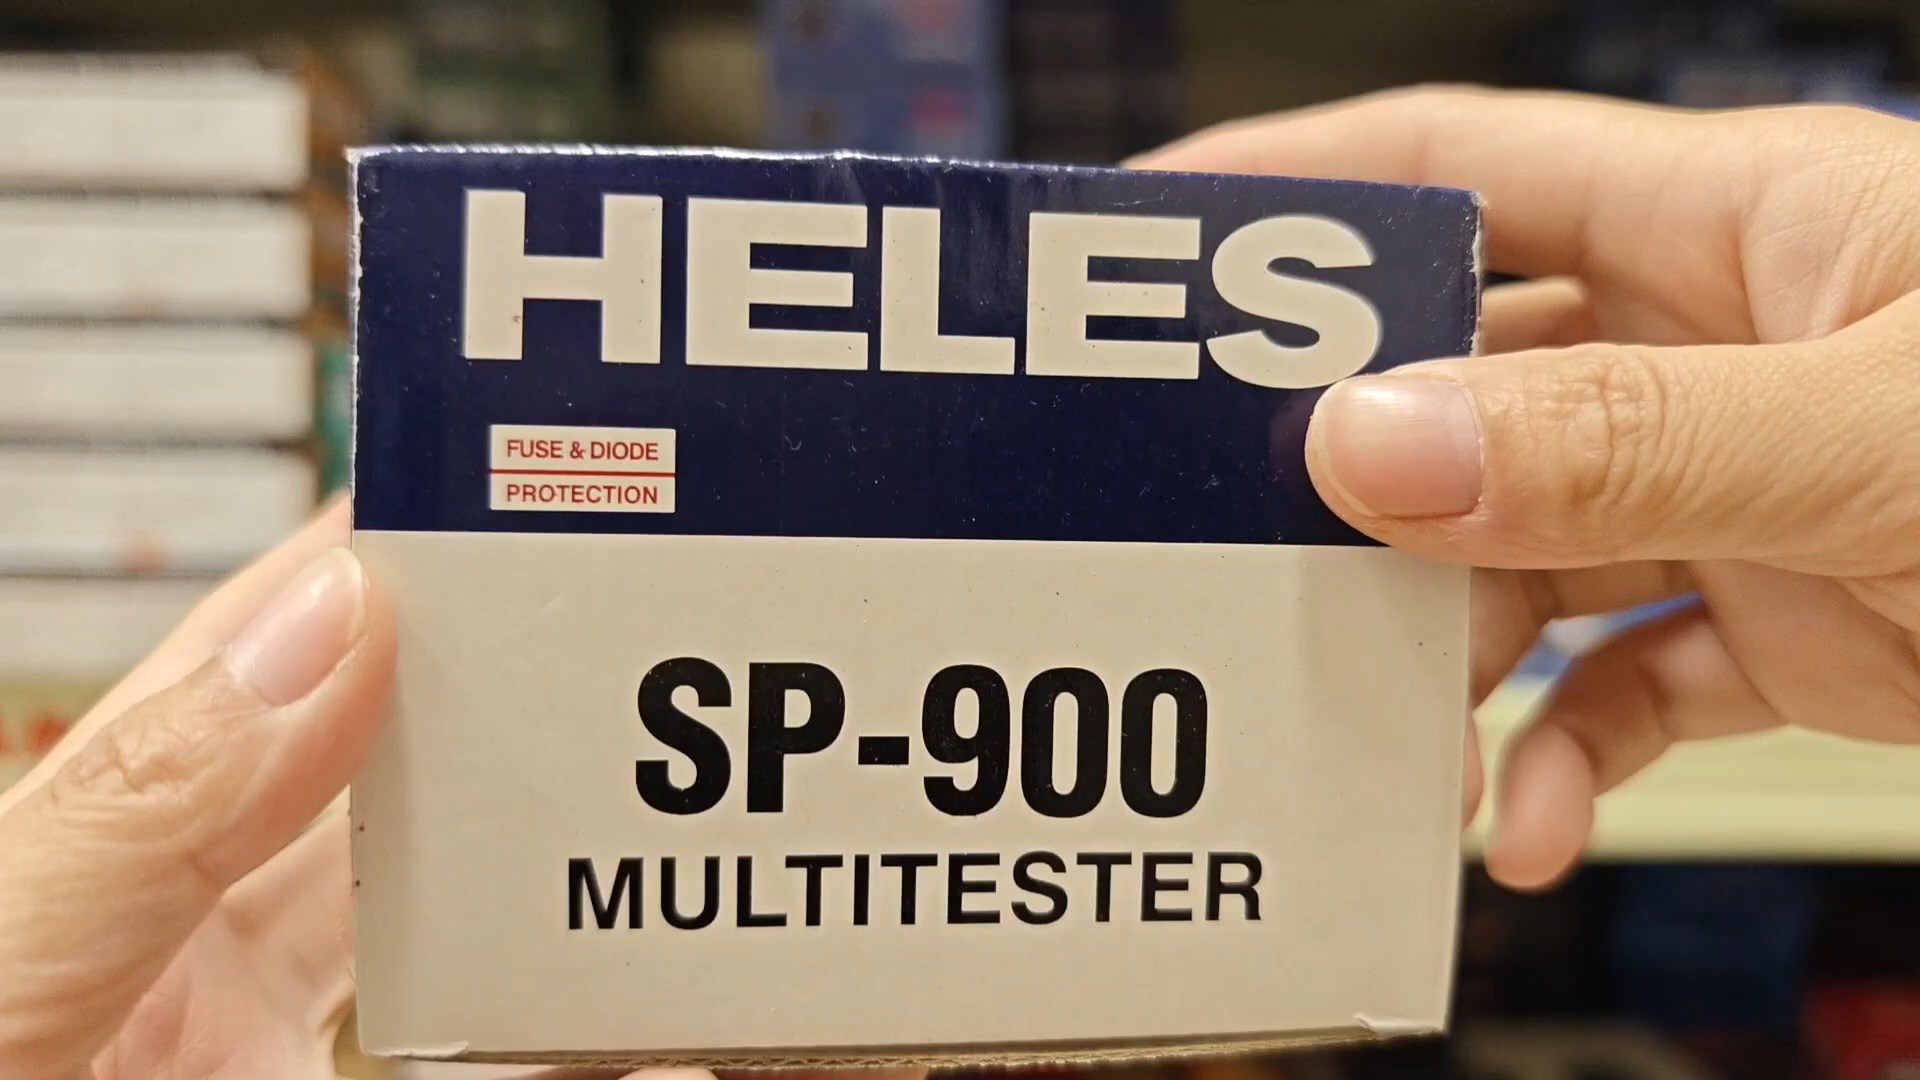 HELES
FUSE & DIODE
PROTECTION
SP-900
MULTITESTER